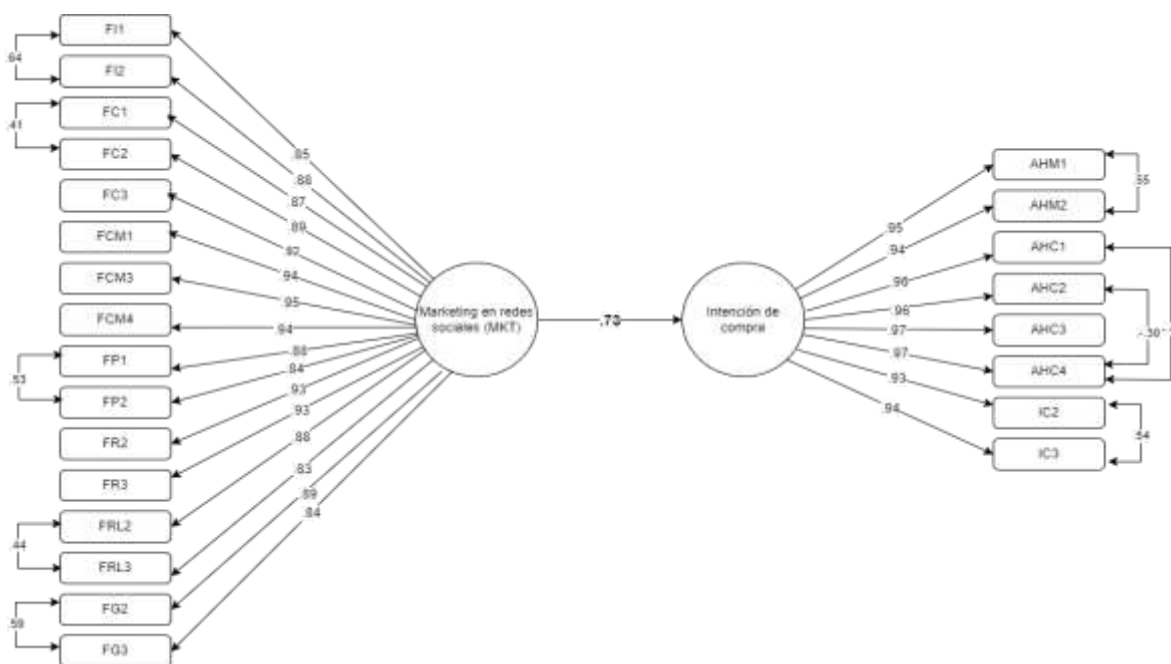 FI1
FI2
FC1
FC2
FC3
FCM1
FCM3
FCM4
FP1
FP2
FR2
FR3
FRL2
FRL3
FG2
FG3
.64
.41
.53
.44
.59
.85
.88
.87
.89
.92
.94
.95
.94
.88
.84
.93
.93
.88
.83
.89
.84
Marketing en redes
sociales (MKT)
.73
Intención de
compra
.95
.94
.96
.96
.97
.97
.93
.94
AHM1
AHM2
AHC1
AHC2
AHC3
AHC4
IC2
IC3
.55
-.30
.54